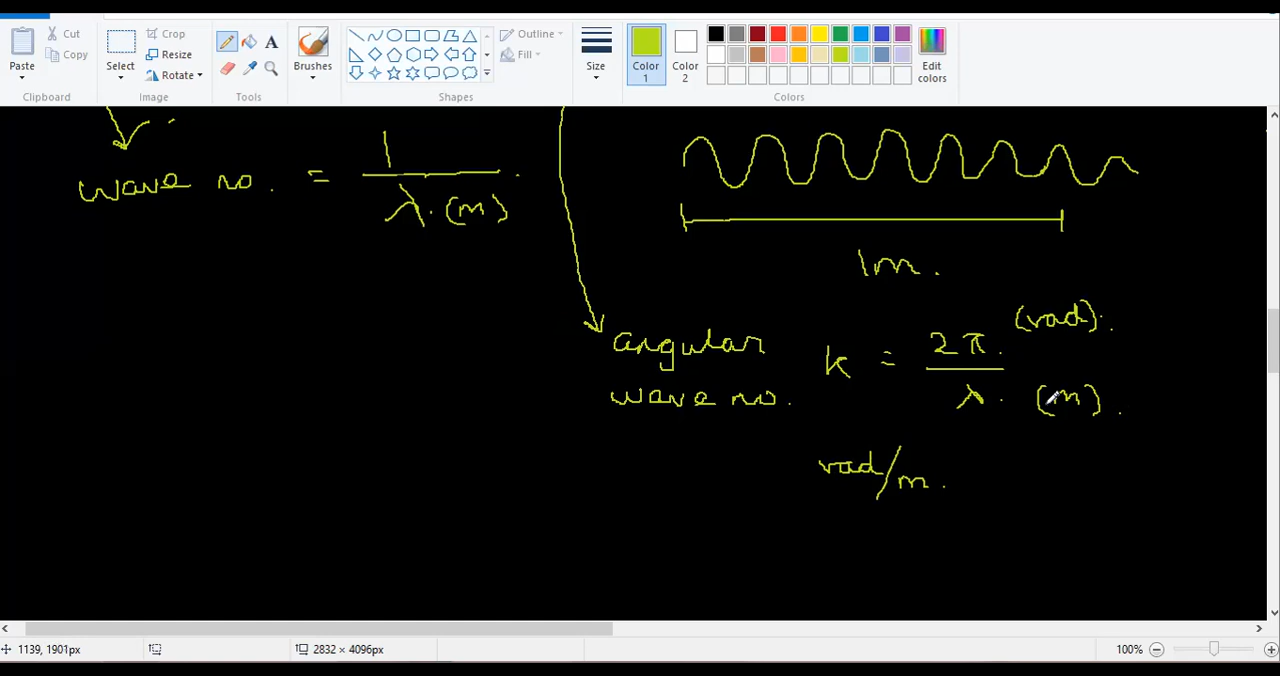 Cut
Copy
Paste
Clipboard
Select
Crop
Resize
Rotate
Image
A
Tools
Brushes
Shapes
Outline
Fill
Size
Color 1
Color 2
Edit colors
Colors
wave no. = 1 / λ. (m) .
1m.
angular wave no.
k = 2π. (rad). / λ. (m).
rad/m.
1139, 1901px
2832 × 4096px
100%